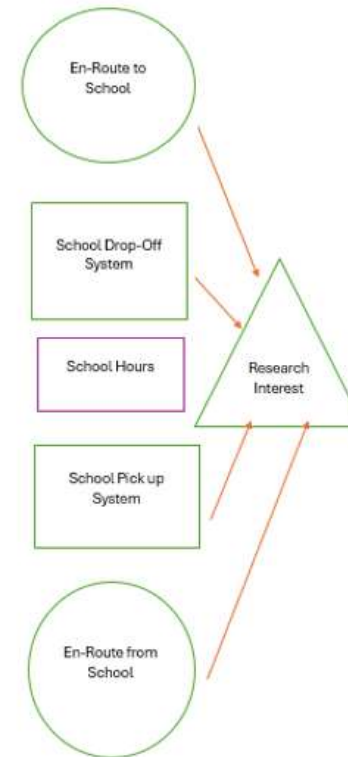 En-Route to
School
School Drop-Off
System
School Hours
Research
Interest
School Pick up
System
En-Route from
School